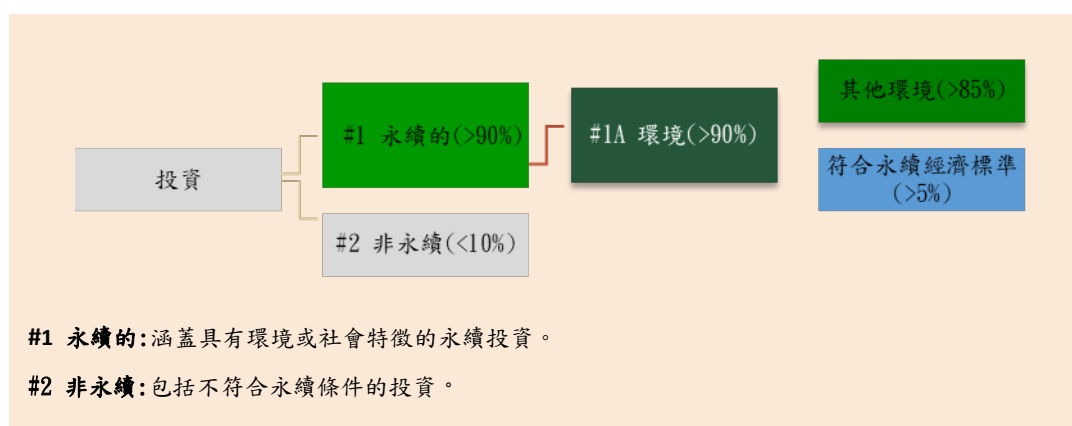 投資
#1 永續的(>90%)
#2 非永續(<10%)
#1A 環境(>90%)
其他環境(>85%)
符合永續經濟標準
(>5%)
#1 永續的:涵蓋具有環境或社會特徵的永續投資。
#2 非永續:包括不符合永續條件的投資。